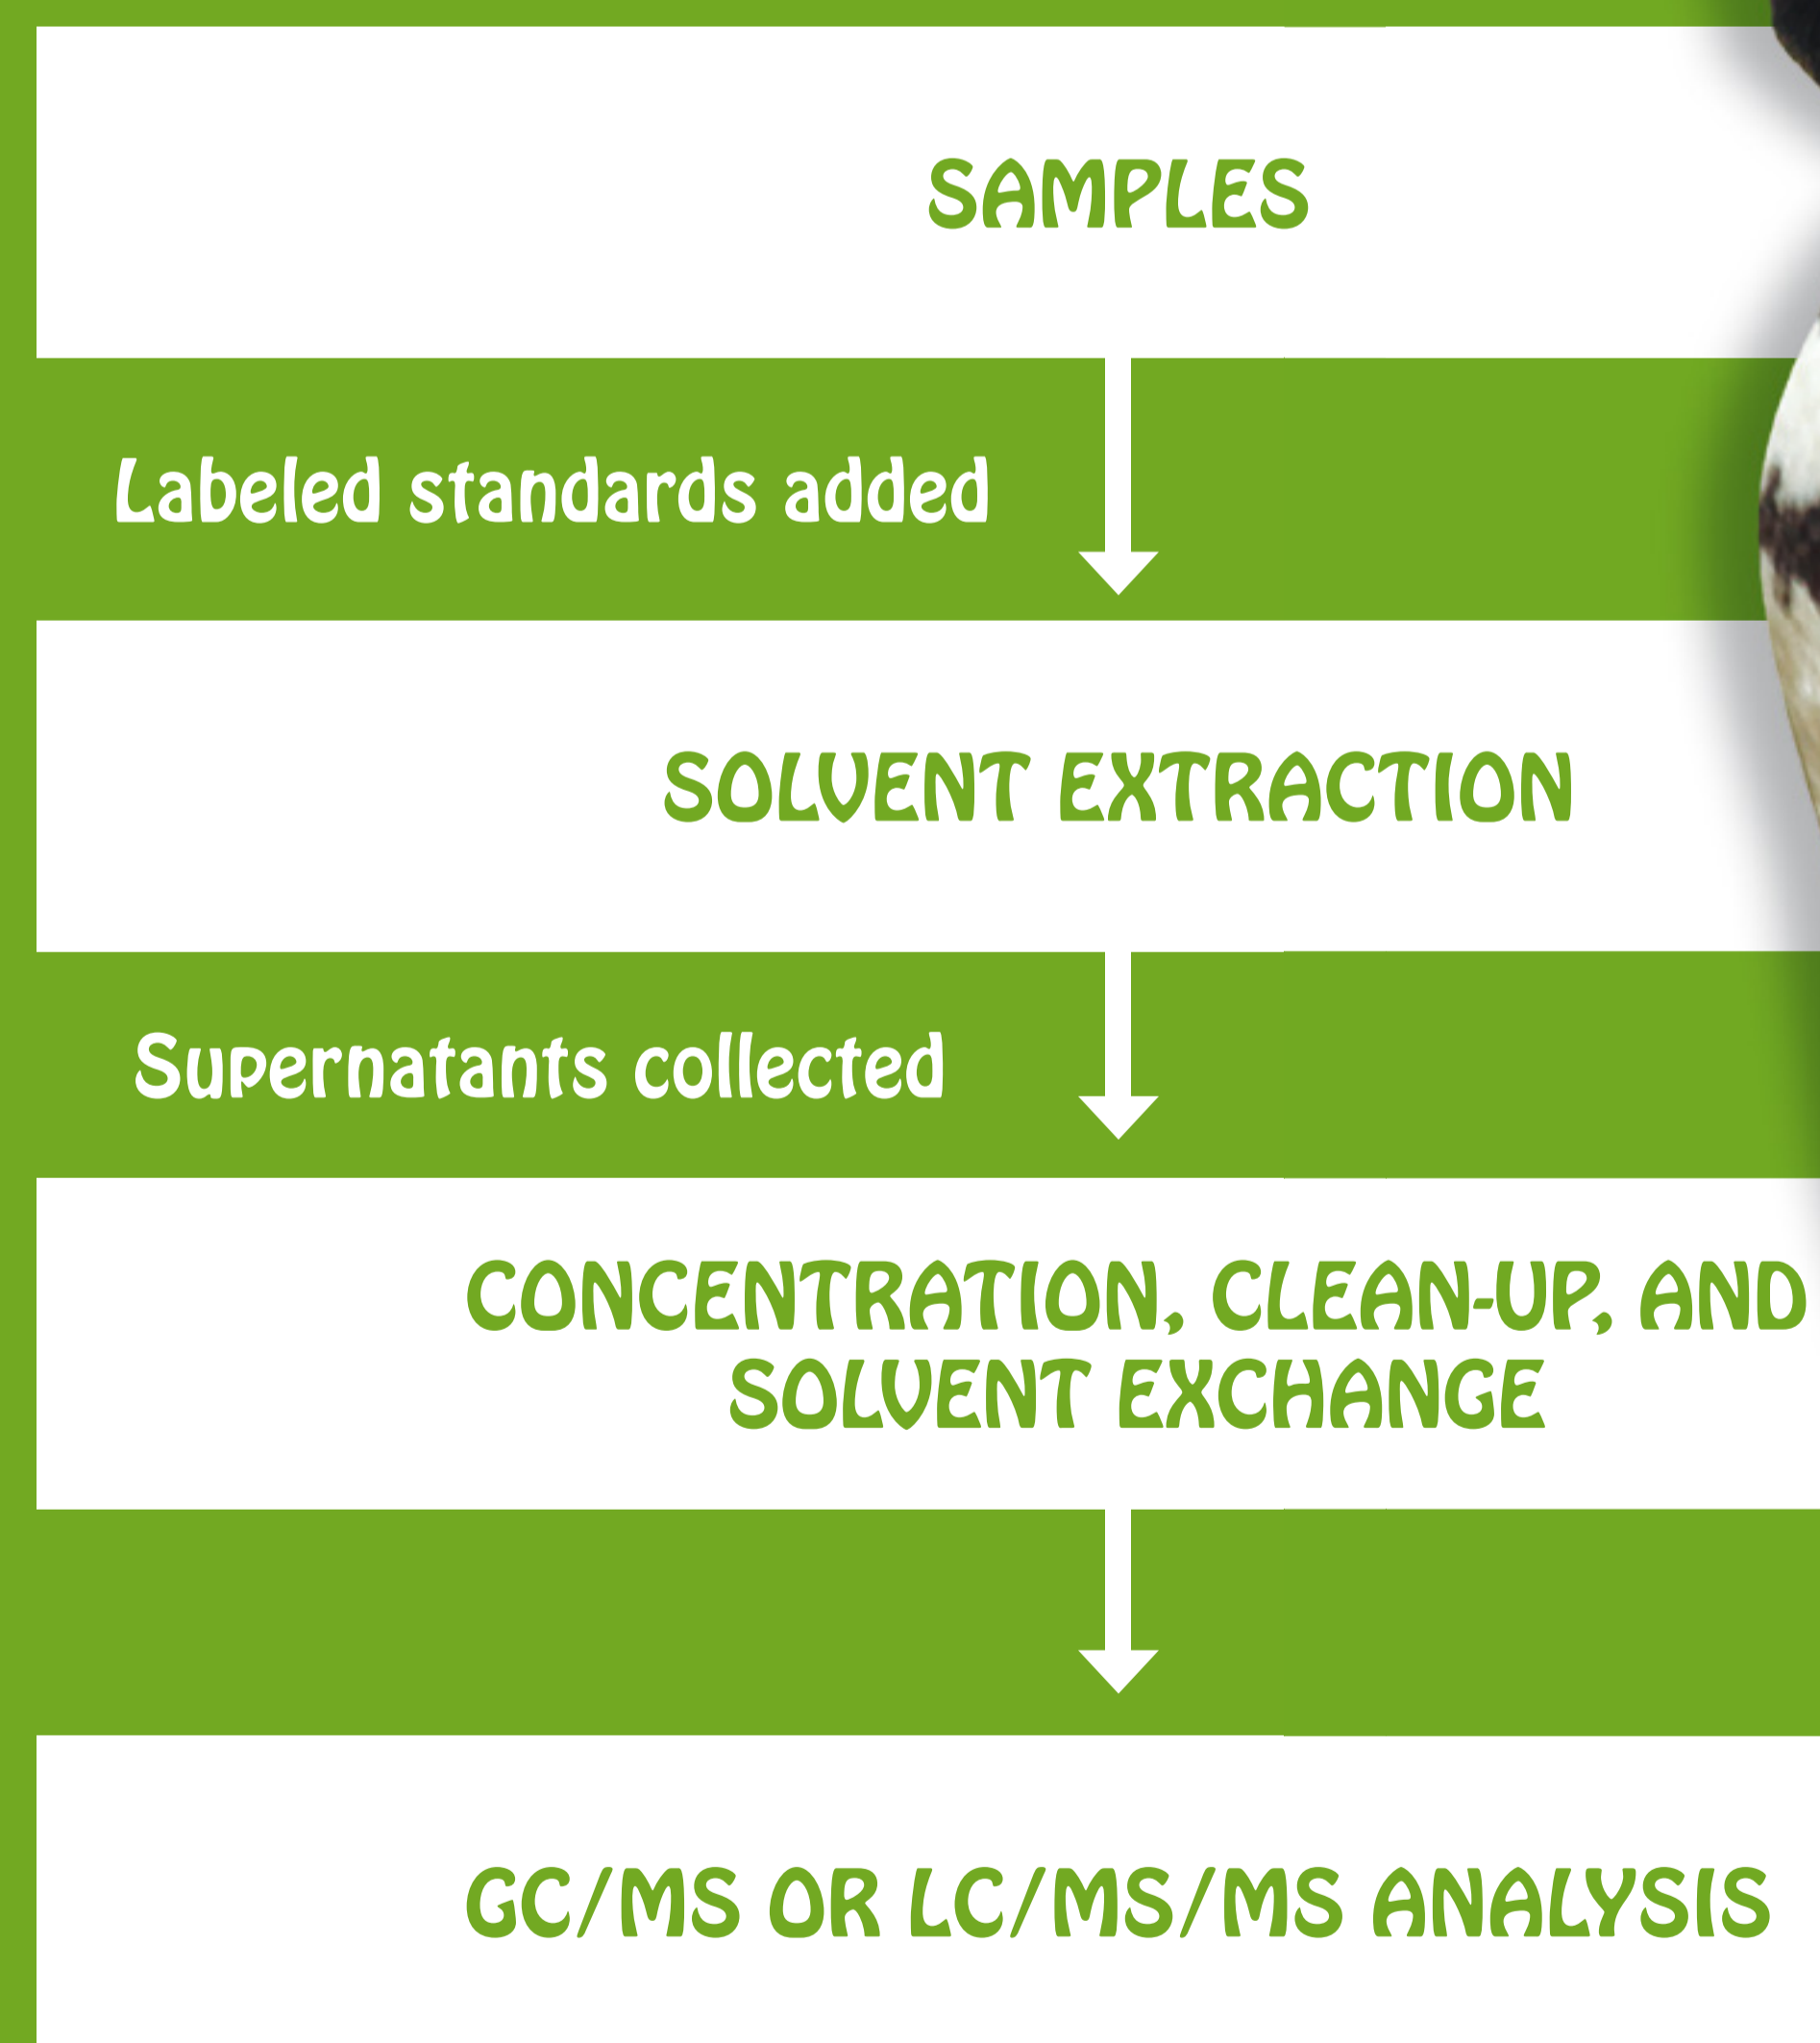 SAMPLES
Labeled standards added
SOLVENT EXTRACTION
Supernatants collected
CONCENTRATION, CLEAN-UP, AND
SOLVENT EXCHANGE
GC/MS OR LC/MS/MS ANALYSIS